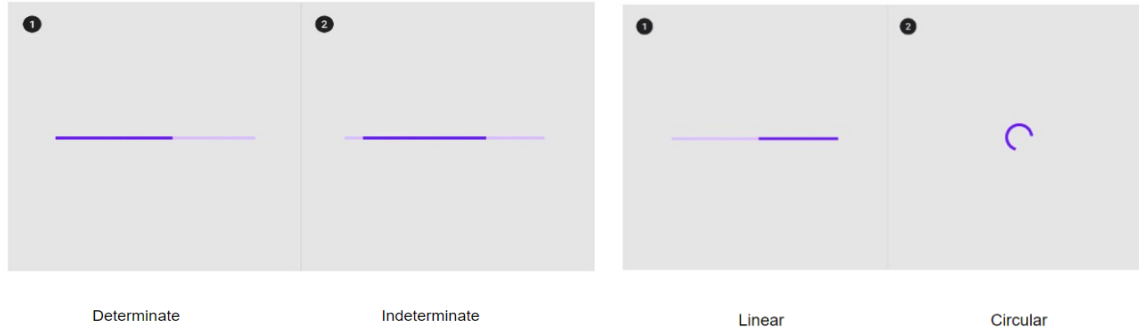 1
2
1
2
Determinate
Indeterminate
Linear
Circular